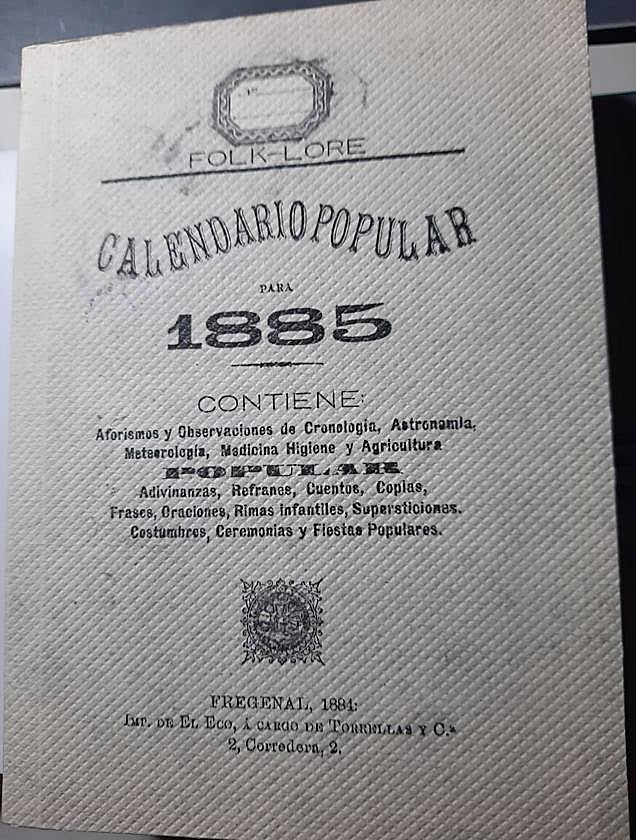 FOLK-LORE
CALENDARIO POPULAR
PARA
1885
CONTIENE:
Aforismos y Observaciones de Cronología, Astronomía,
Meteorología, Medicina Higiene y Agricultura
POPULAR
Adivinanzas, Refranes, Cuentos, Coplas,
Frases, Oraciones, Rimas Infantiles, Supersticiones.
Costumbres, Ceremonias y Fiestas Populares.
FREGENAL, 1884:
IMP. DE EL ECO, Á CARGO DE TORRELLAS Y C.ª
2, Corredera, 2.